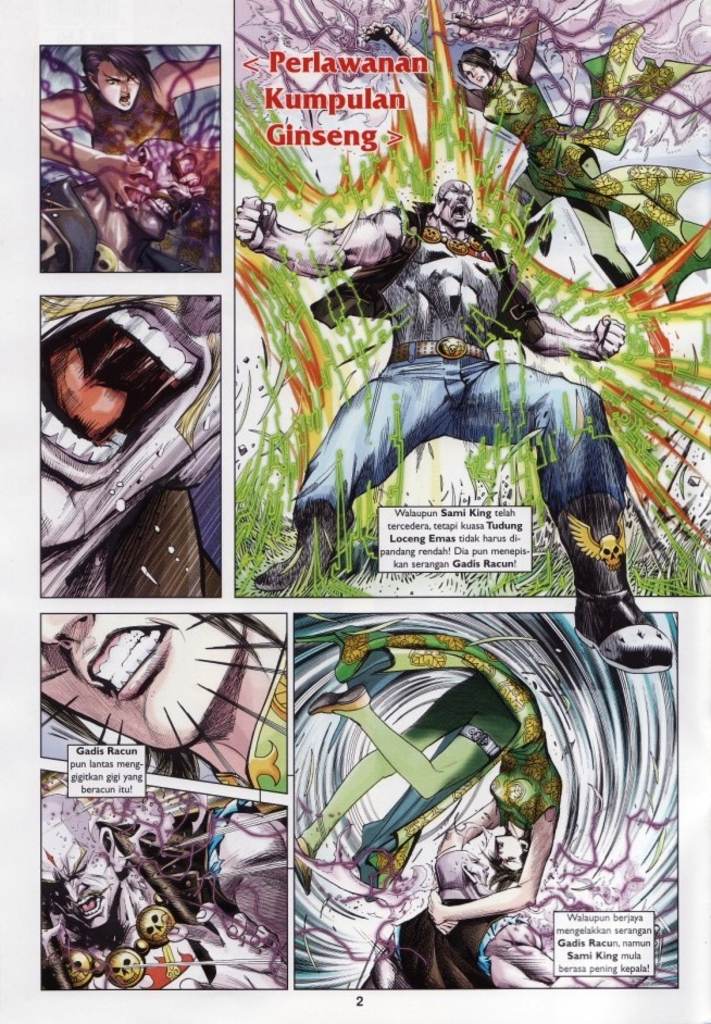 < Perlawanan
Kumpulan
Ginseng >
Walaupun Sami King telah
tercedera, tetapi kuasa Tudung
Loceng Emas tidak harus di-
pandang rendah! Dia pun menepis-
kan serangan Gadis Racun!
Gadis Racun
pun lantas meng-
gigitkan gigi yang
beracun itu!
Walaupun berjaya
mengelakkan serangan
Gadis Racun, namun
Sami King mula
berasa pening kepala!
2